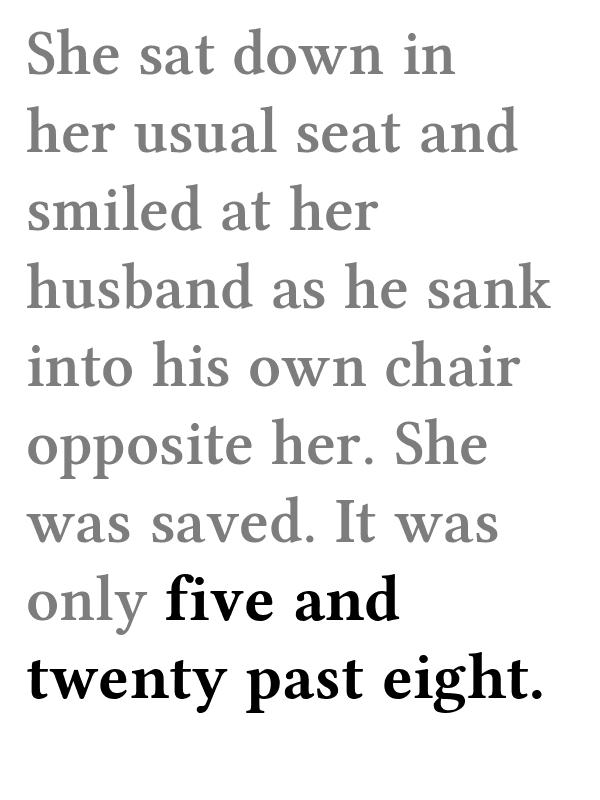 She sat down in
her usual seat and
smiled at her
husband as he sank
into his own chair
opposite her. She
was saved. It was
only five and
twenty past eight.